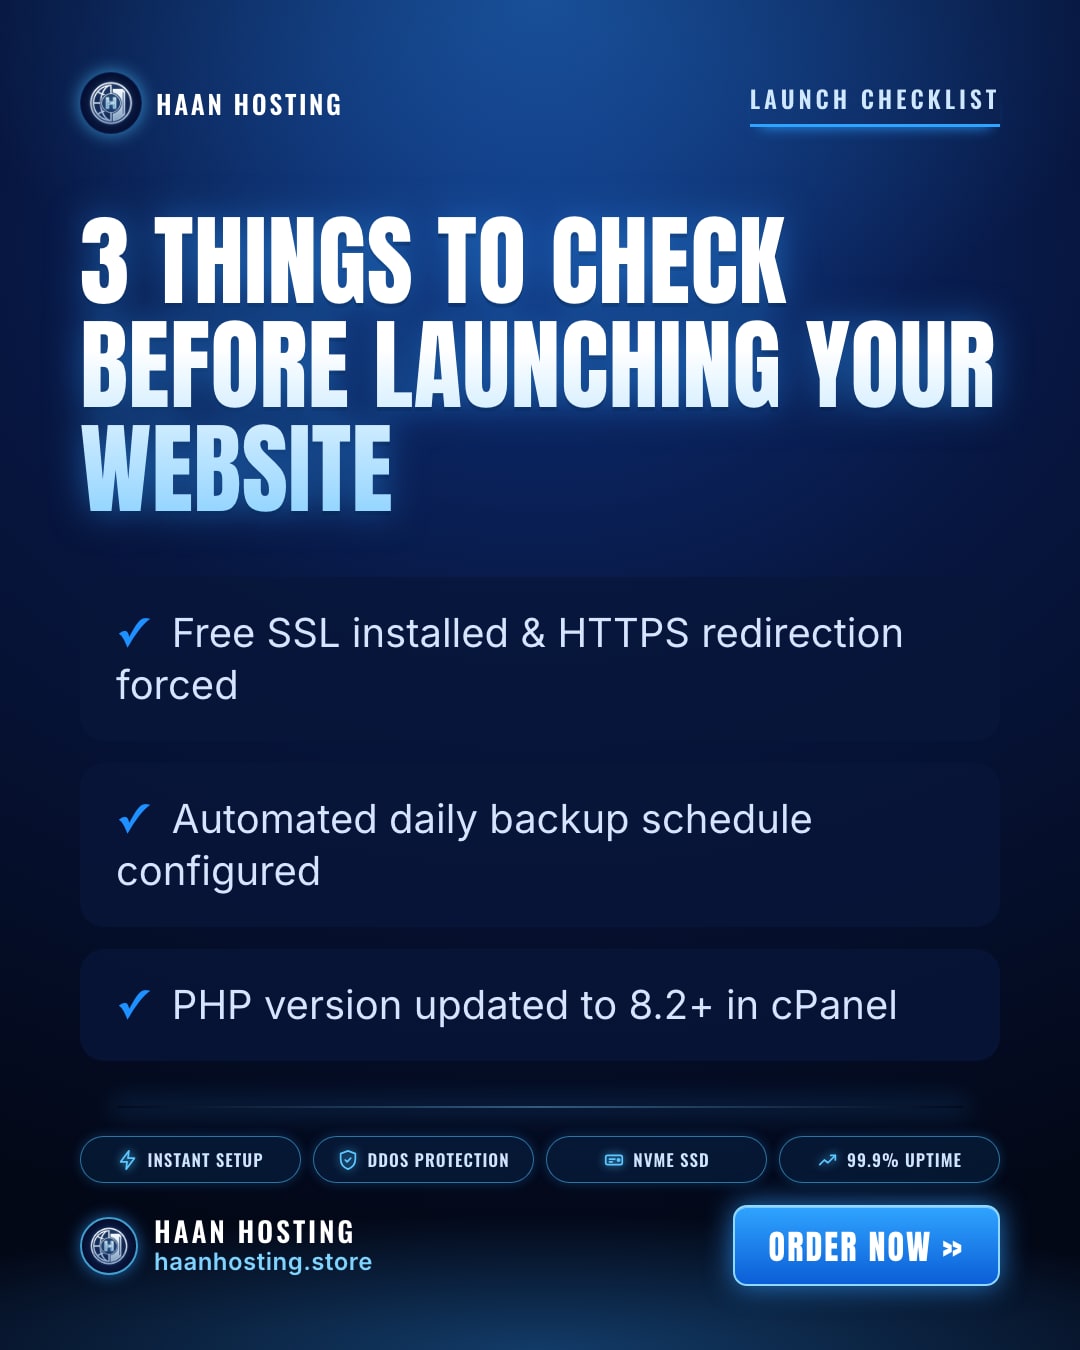 HAAN HOSTING
LAUNCH CHECKLIST
3 THINGS TO CHECK
BEFORE LAUNCHING YOUR
WEBSITE
✓ Free SSL installed & HTTPS redirection
forced
✓ Automated daily backup schedule
configured
✓ PHP version updated to 8.2+ in cPanel
INSTANT SETUP
DDOS PROTECTION
NVME SSD
99.9% UPTIME
HAAN HOSTING
haanhosting.store
ORDER NOW »